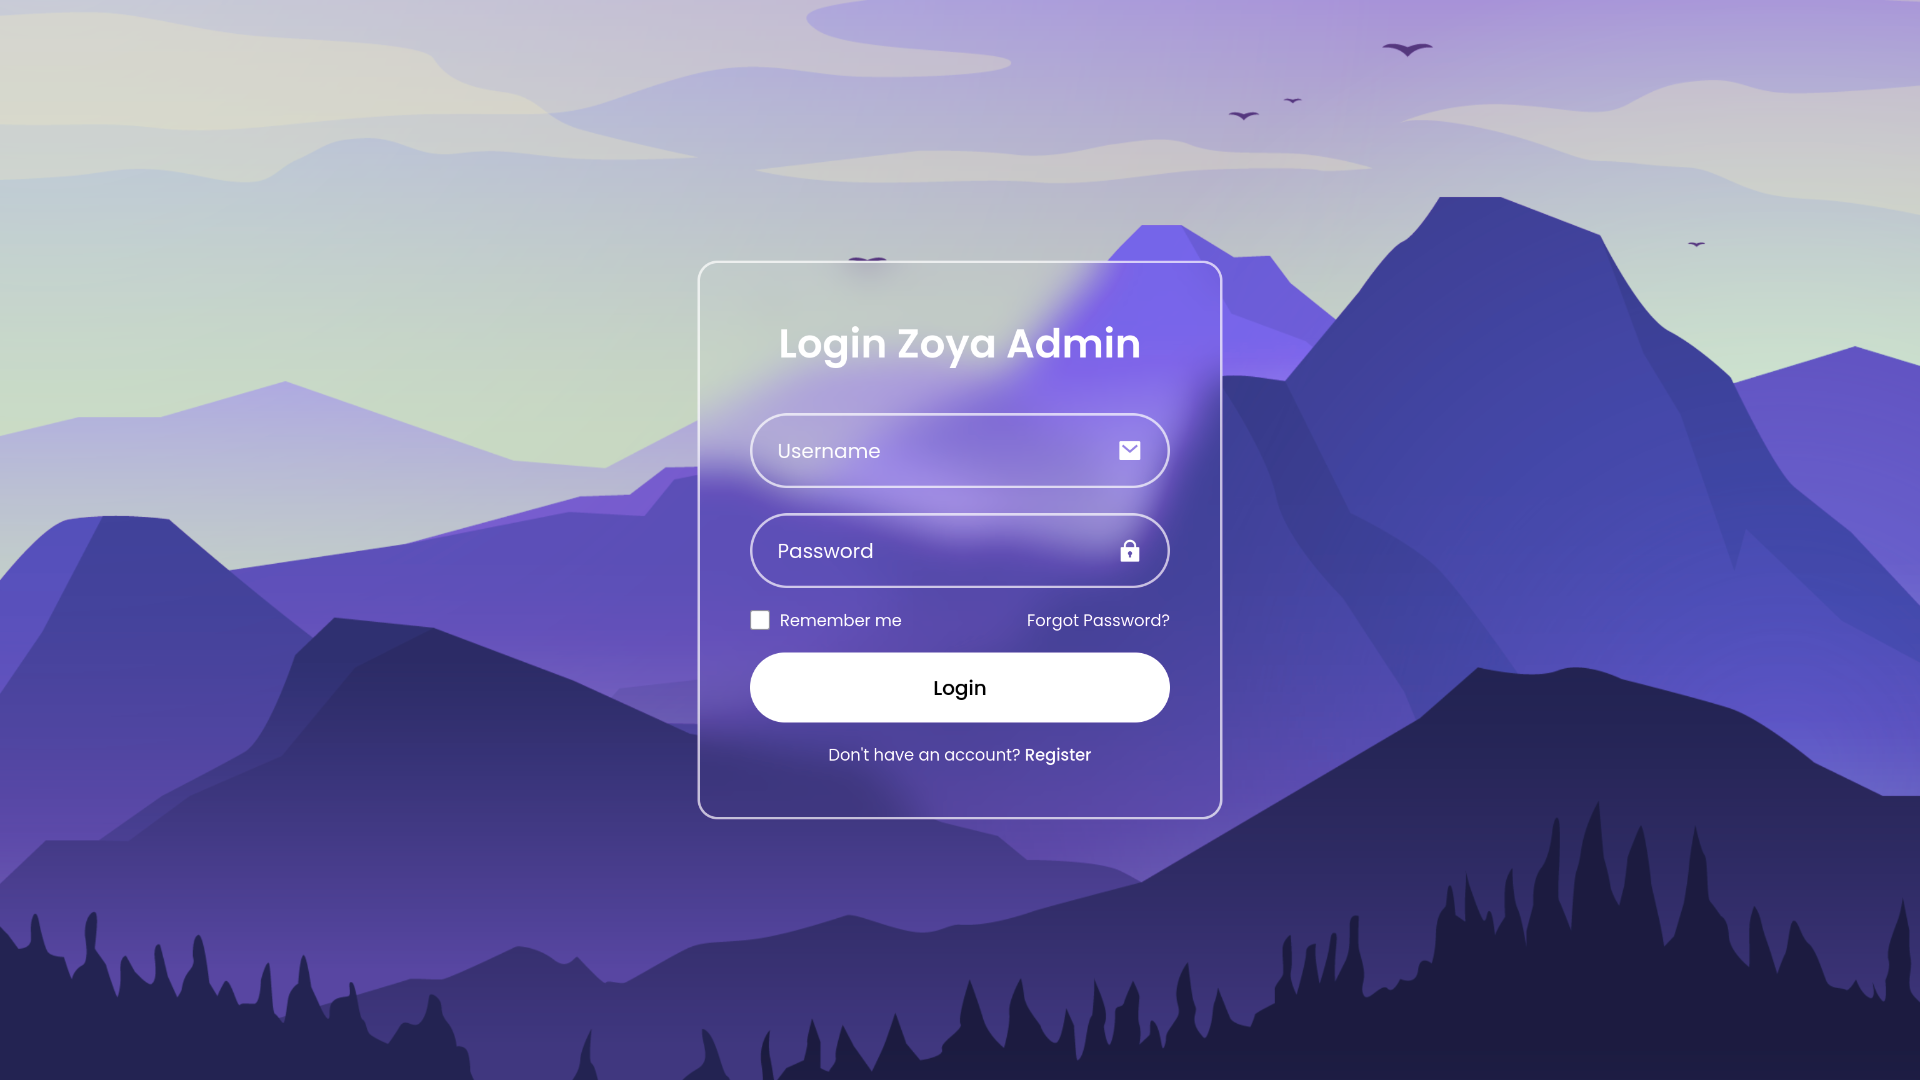 Login Zoya Admin
Username
Password
Remember me
Forgot Password?
Login
Don't have an account? Register